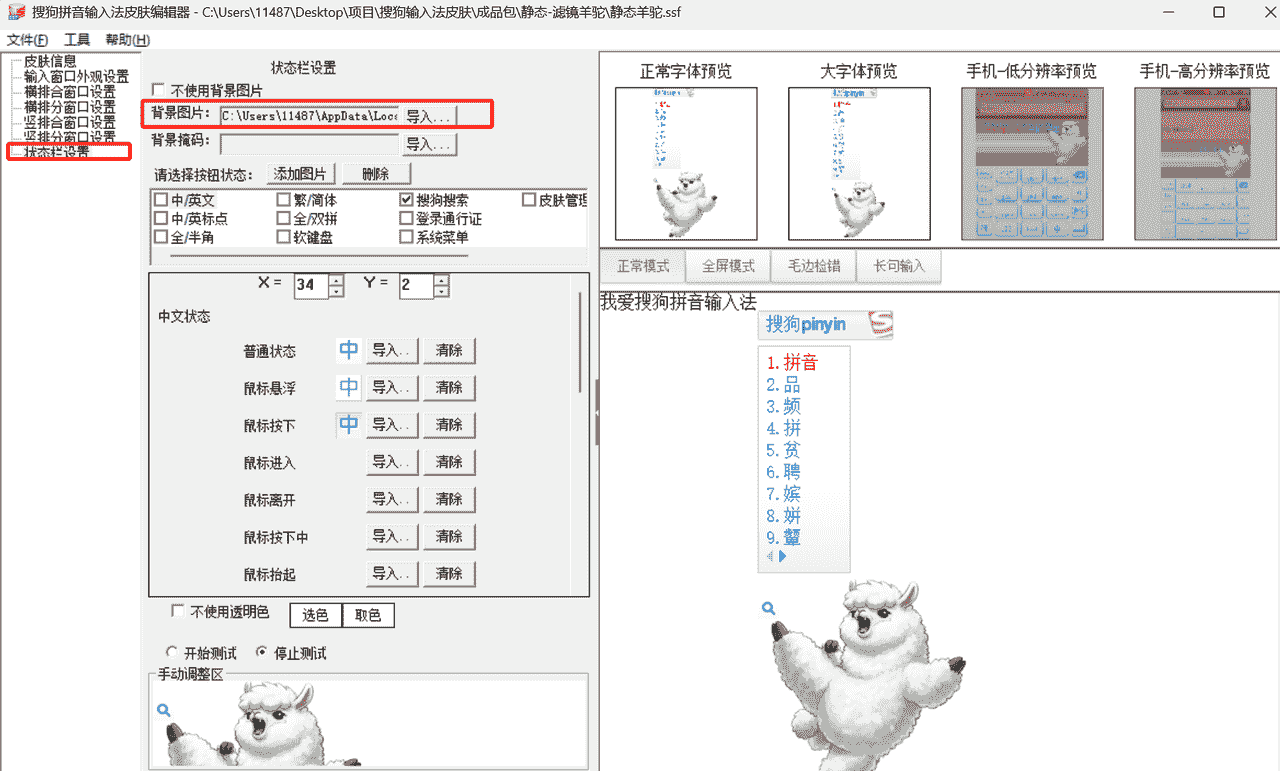 搜狗拼音输入法皮肤编辑器 - C:\Users\11487\Desktop\项目\搜狗输入法皮肤\成品包\静态-滤镜羊驼\静态羊驼.ssf
文件(F) 工具 帮助(H)
皮肤信息
输入窗口外观设置
横排合窗口设置
横排分窗口设置
竖排合窗口设置
竖排分窗口设置
状态栏设置
状态栏设置
不使用背景图片
背景图片: C:\Users\11487\AppData\Loc 导入...
背景掩码: 导入...
请选择按钮状态: 添加图片 删除
中/英文 繁/简体 搜狗搜索 皮肤管理
中/英标点 全/双拼 登录通行证
全/半角 软键盘 系统菜单
X = 34 Y = 2
中文状态
普通状态 中 导入.. 清除
鼠标悬浮 中 导入.. 清除
鼠标按下 中 导入.. 清除
鼠标进入 导入.. 清除
鼠标离开 导入.. 清除
鼠标按下中 导入.. 清除
鼠标抬起 导入.. 清除
不使用透明色 选色 取色
开始测试 停止测试
手动调整区
正常字体预览 大字体预览 手机-低分辨率预览 手机-高分辨率预览
正常模式 全屏模式 毛边检错 长句输入
我爱搜狗拼音输入法
搜狗pinyin
1.拼音
2.品
3.频
4.拼
5.贫
6.聘
7.嫔
8.姘
9.颦